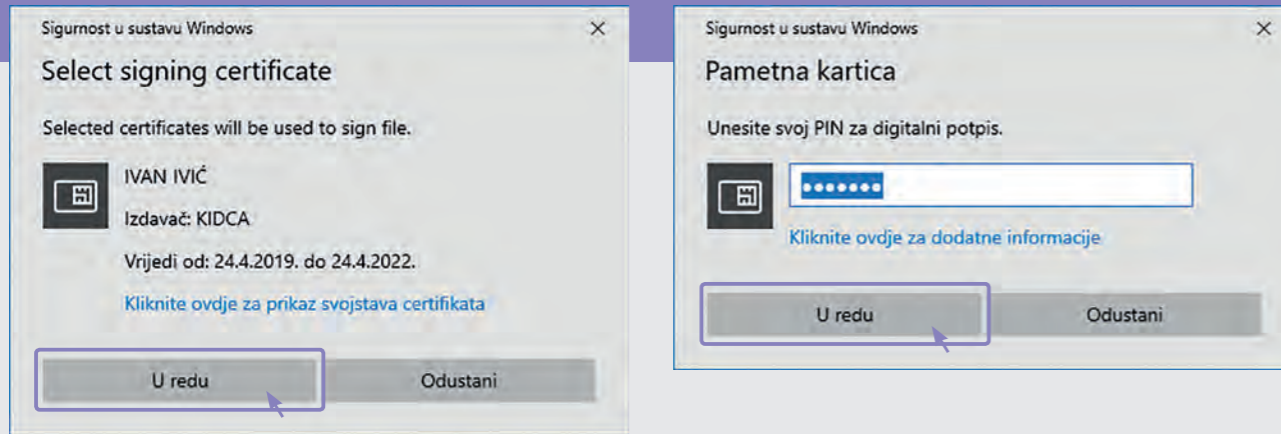 Sigurnost u sustavu Windows
Select signing certificate
Selected certificates will be used to sign file.
IVAN IVIĆ
Izdavač: KIDCA
Vrijedi od: 24.4.2019. do 24.4.2022.
Kliknite ovdje za prikaz svojstava certifikata
U redu
Odustani
Sigurnost u sustavu Windows
Pametna kartica
Unesite svoj PIN za digitalni potpis.
•••••••
Kliknite ovdje za dodatne informacije
U redu
Odustani